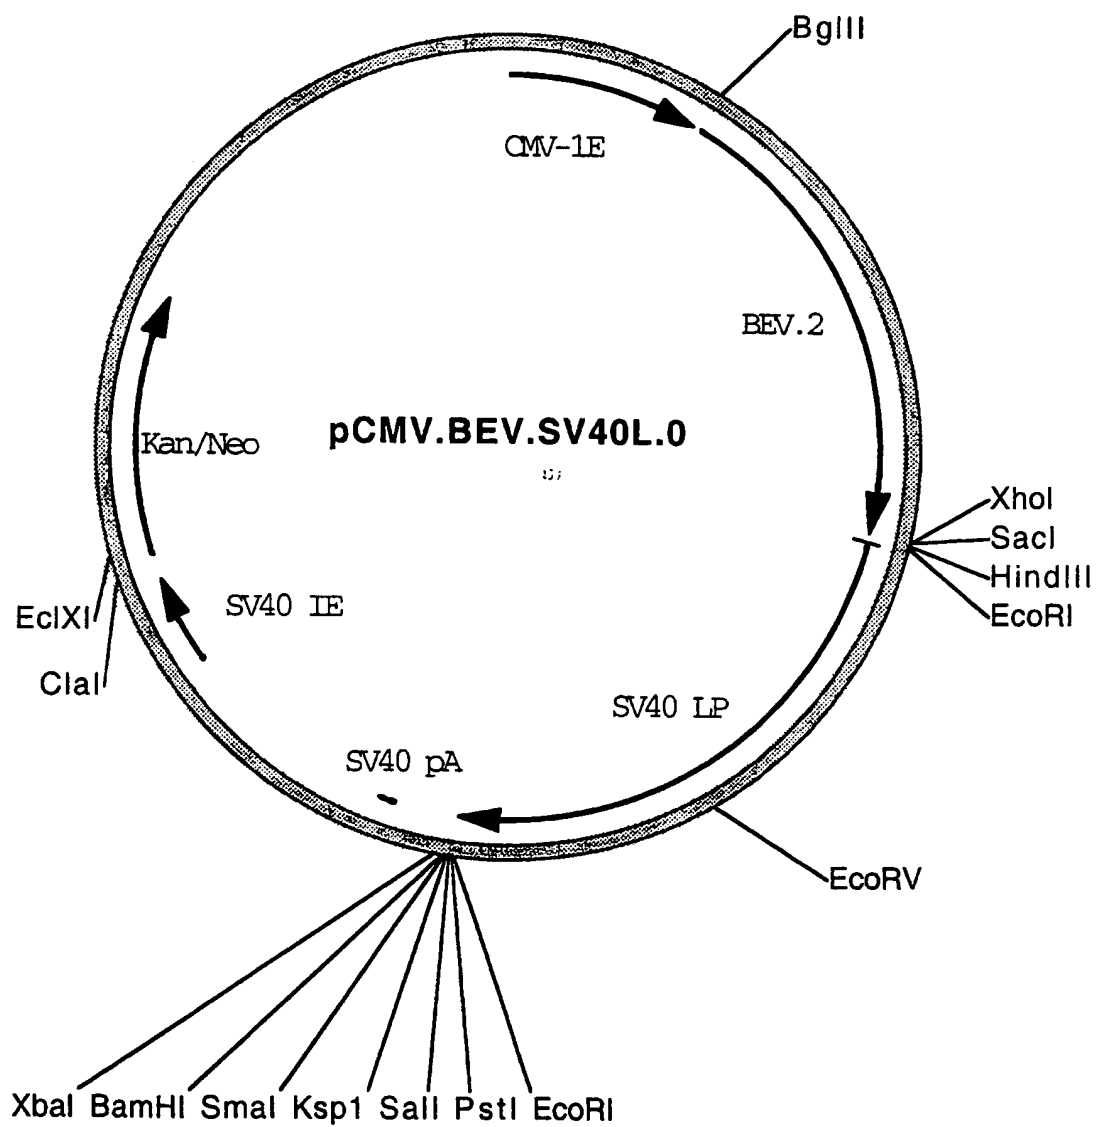 BglII
CMV-1E
BEV.2
Kan/Neo
pCMV.BEV.SV40L.0
XhoI
SacI
HindIII
EcoRI
SV40 IE
EclXI
ClaI
SV40 LP
SV40 pA
EcoRV
XbaI BamHI SmaI Ksp1 SalI PstI EcoRI